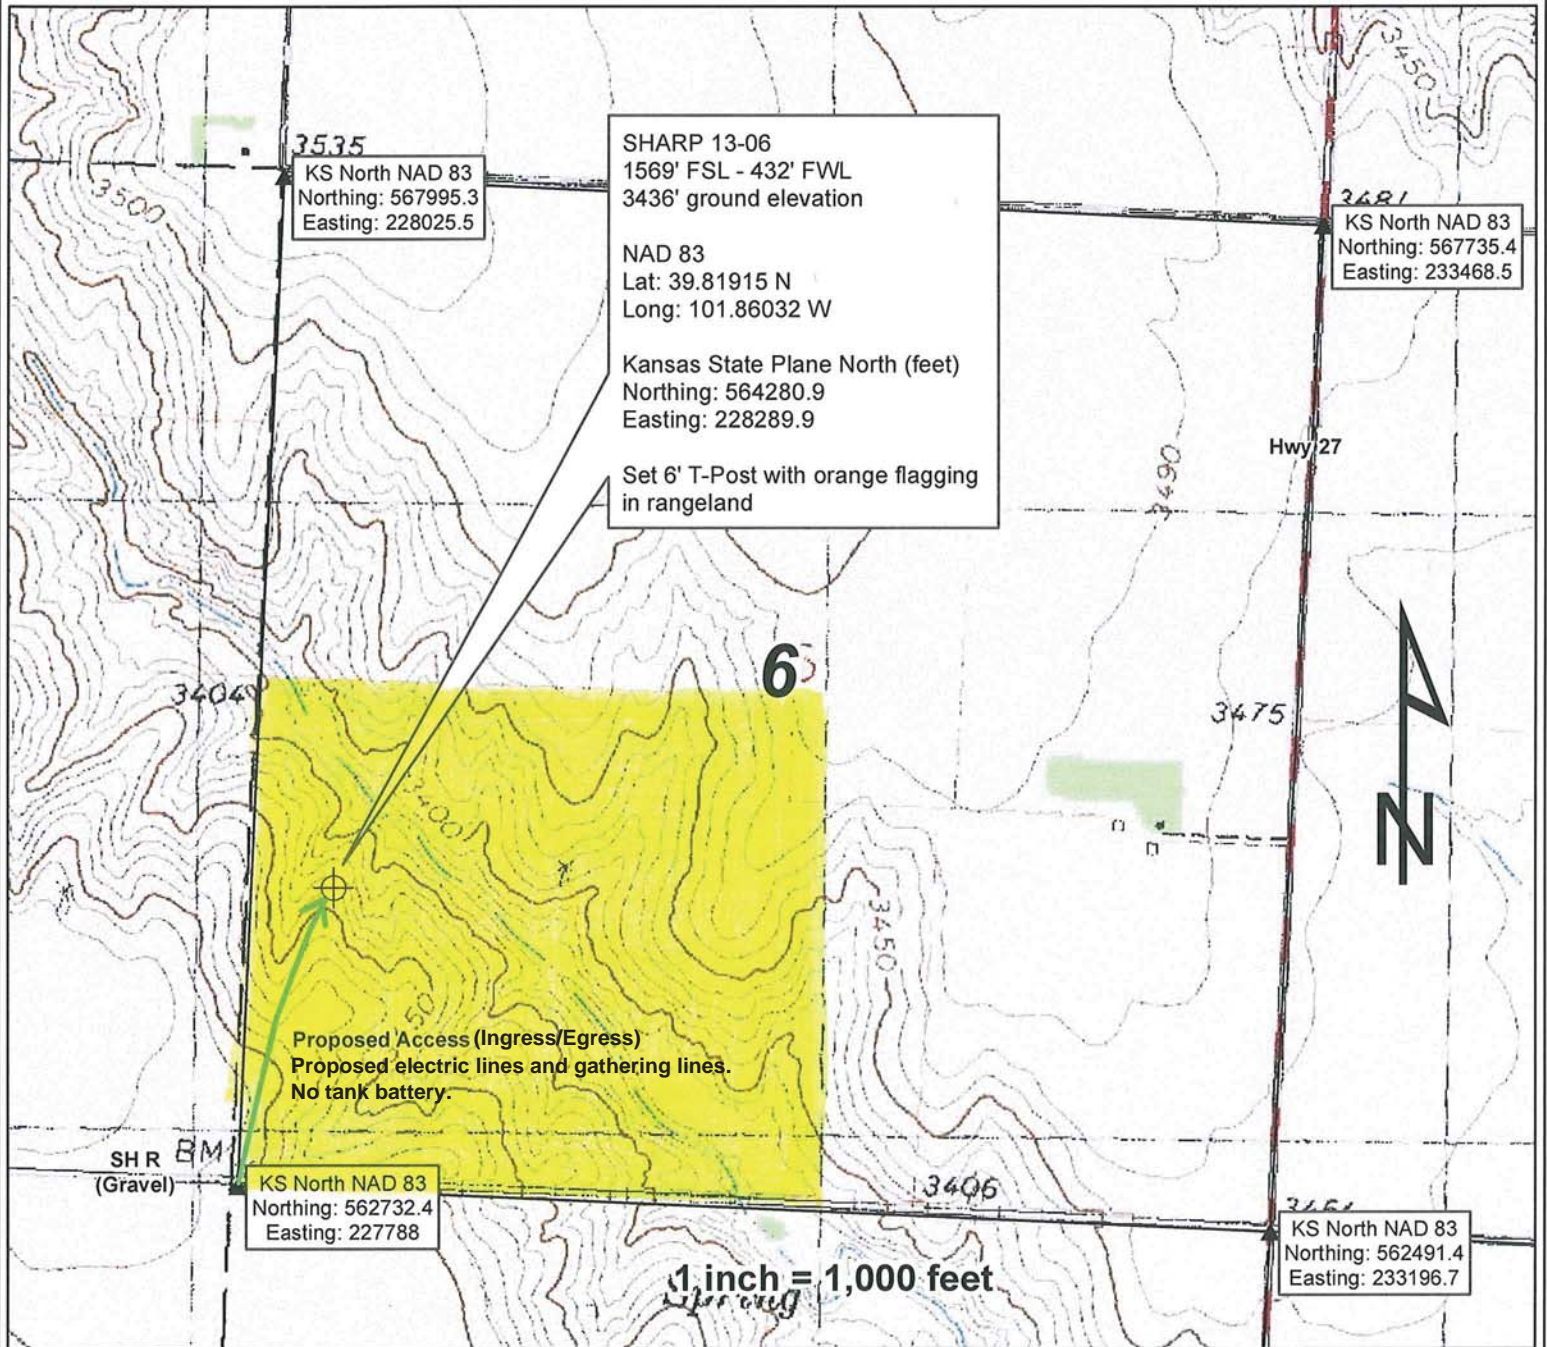 3450
3535
KS North NAD 83
Northing: 567995.3
Easting: 228025.5
3500
SHARP 13-06
1569' FSL - 432' FWL
3436' ground elevation
NAD 83
Lat: 39.81915 N
Long: 101.86032 W
Kansas State Plane North (feet)
Northing: 564280.9
Easting: 228289.9
Set 6' T-Post with orange flagging
in rangeland
3481
KS North NAD 83
Northing: 567735.4
Easting: 233468.5
Hwy 27
3490
6
3404
3475
N
3400
3450
50
Proposed Access (Ingress/Egress)
Proposed electric lines and gathering lines.
No tank battery.
SH R
(Gravel)
BM
KS North NAD 83
Northing: 562732.4
Easting: 227788
3406
KS North NAD 83
Northing: 562491.4
Easting: 233196.7
1 inch = 1,000 feet
Spring